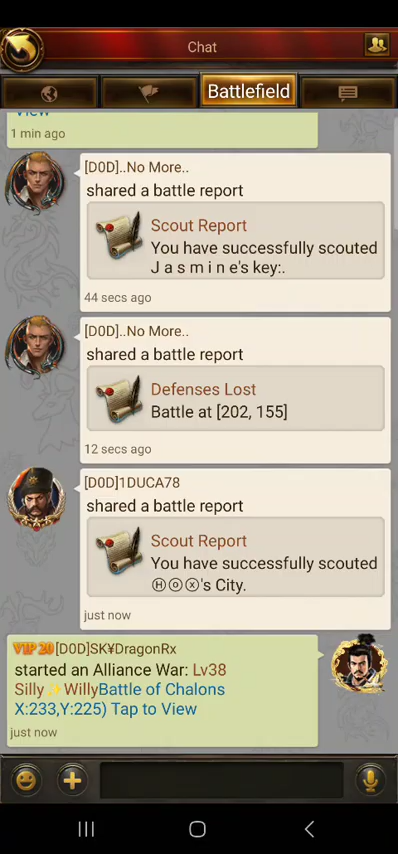 Chat
Battlefield
View
1 min ago
[D0D]..No More..
shared a battle report
Scout Report
You have successfully scouted
J a s m i n e's key:.
44 secs ago
[D0D]..No More..
shared a battle report
Defenses Lost
Battle at [202, 155]
12 secs ago
[D0D]1DUCA78
shared a battle report
Scout Report
You have successfully scouted
ⒽⓄⓍ's City.
just now
VIP 20 [D0D]SK¥DragonRx
started an Alliance War: Lv38
Silly✨WillyBattle of Chalons
X:233,Y:225) Tap to View
just now